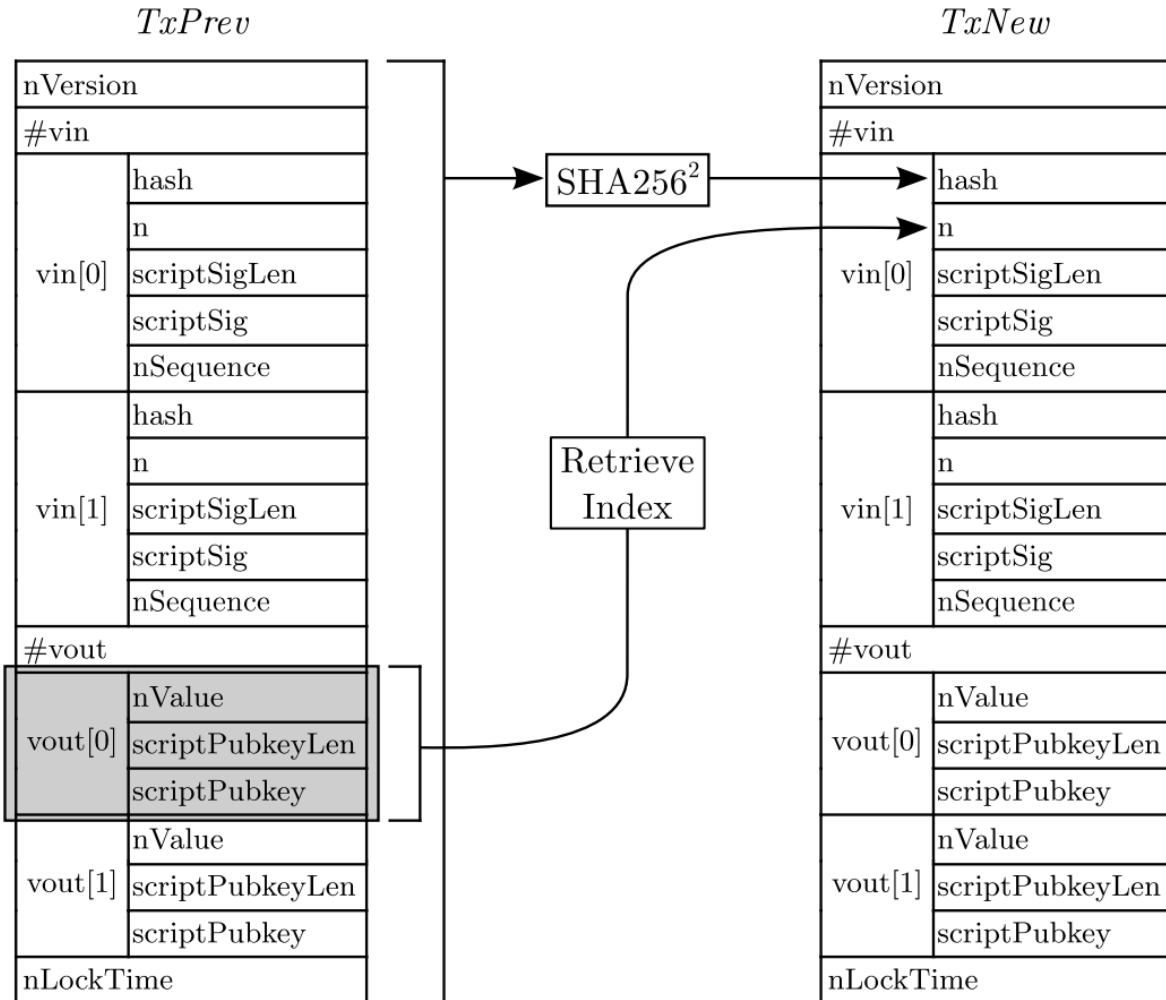 TxPrev
nVersion
#vin
vin[0]
hash
n
scriptSigLen
scriptSig
nSequence
vin[1]
hash
n
scriptSigLen
scriptSig
nSequence
#vout
vout[0]
nValue
scriptPubkeyLen
scriptPubkey
vout[1]
nValue
scriptPubkeyLen
scriptPubkey
nLockTime
SHA256²
Retrieve
Index
TxNew
nVersion
#vin
vin[0]
hash
n
scriptSigLen
scriptSig
nSequence
vin[1]
hash
n
scriptSigLen
scriptSig
nSequence
#vout
vout[0]
nValue
scriptPubkeyLen
scriptPubkey
vout[1]
nValue
scriptPubkeyLen
scriptPubkey
nLockTime